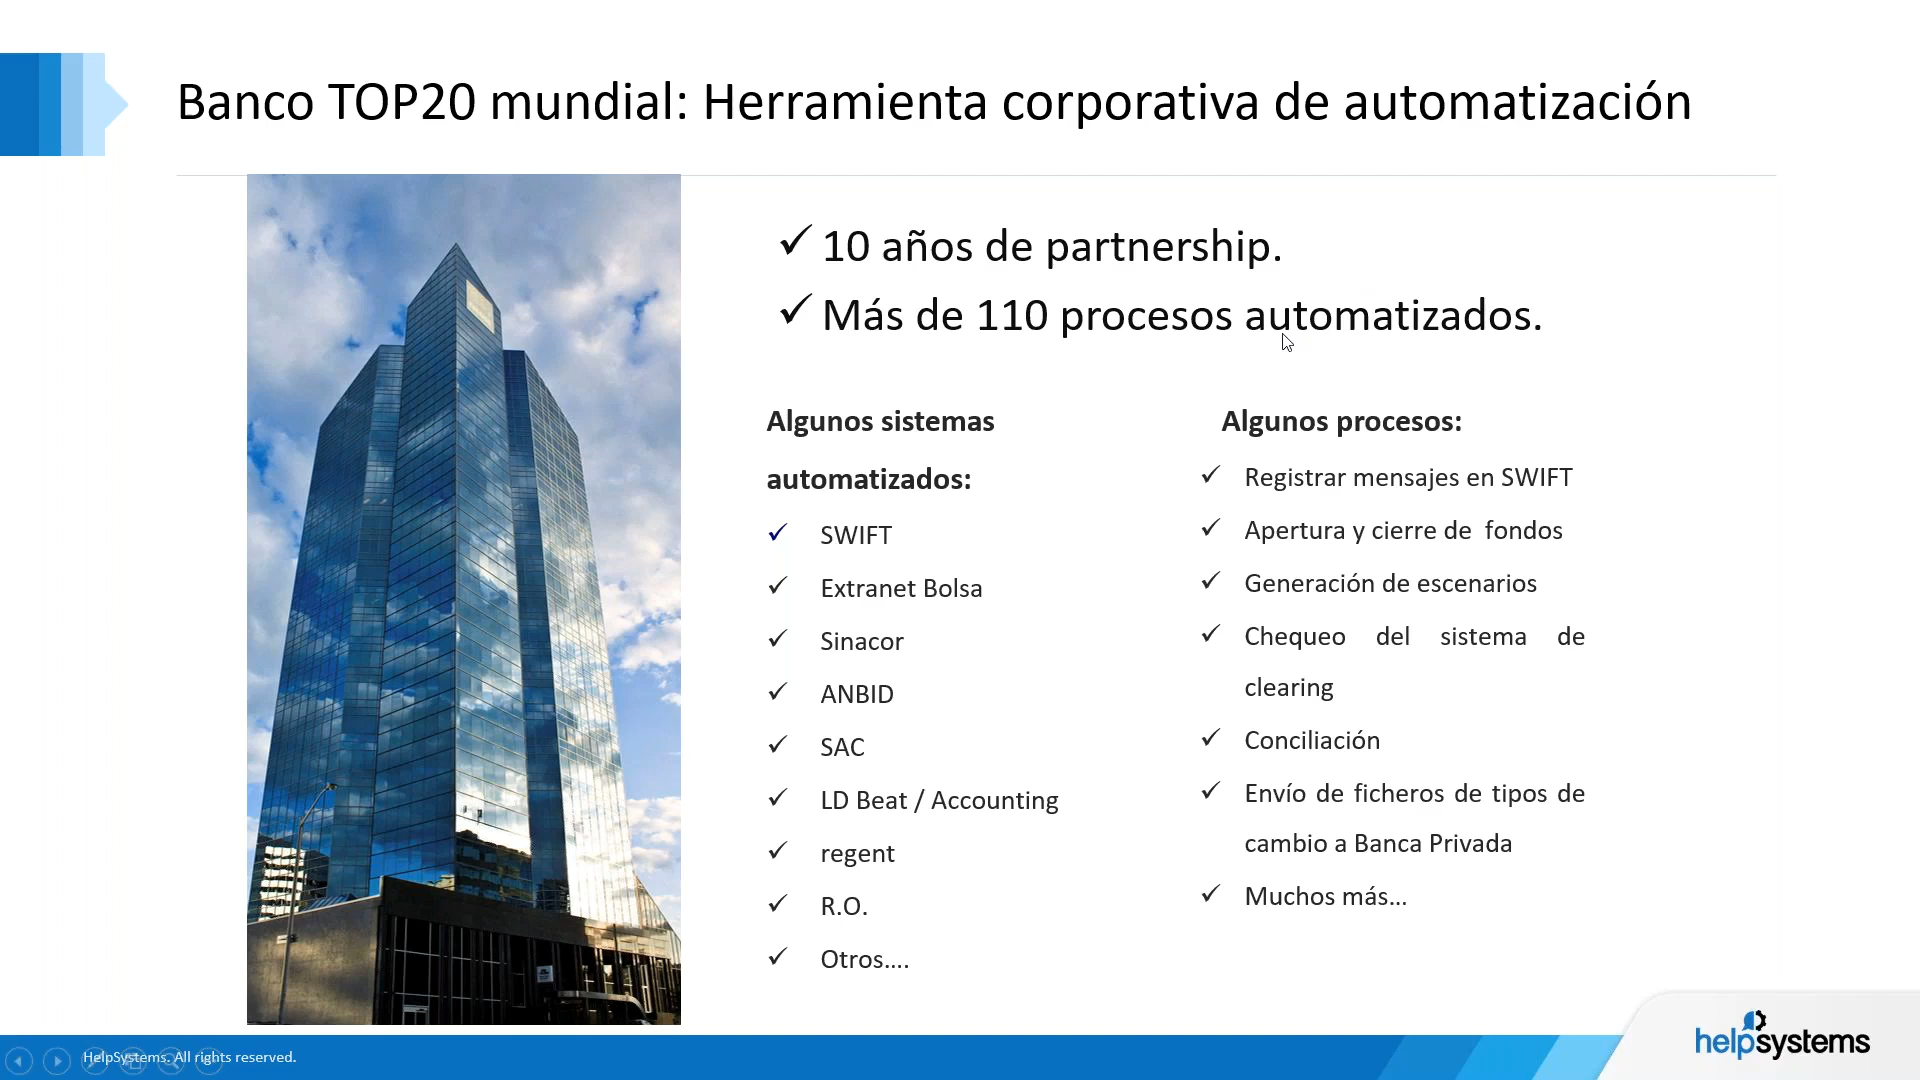 Banco TOP20 mundial: Herramienta corporativa de automatización
✓ 10 años de partnership.
✓ Más de 110 procesos automatizados.
Algunos sistemas
automatizados:
✓ SWIFT
✓ Extranet Bolsa
✓ Sinacor
✓ ANBID
✓ SAC
✓ LD Beat / Accounting
✓ regent
✓ R.O.
✓ Otros....
Algunos procesos:
✓ Registrar mensajes en SWIFT
✓ Apertura y cierre de fondos
✓ Generación de escenarios
✓ Chequeo del sistema de
clearing
✓ Conciliación
✓ Envío de ficheros de tipos de
cambio a Banca Privada
✓ Muchos más...
HelpSystems. All rights reserved.
helpsystems